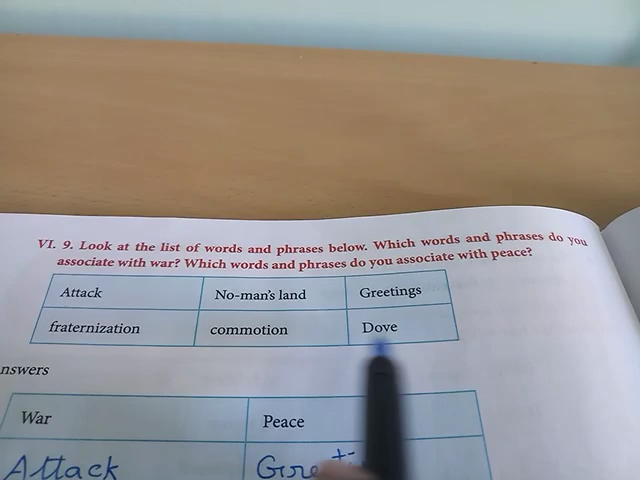 VI. 9. Look at the list of words and phrases below. Which words and phrases do you
associate with war? Which words and phrases do you associate with peace?
Attack No-man's land Greetings
fraternization commotion Dove
nswers
War Peace
Attack